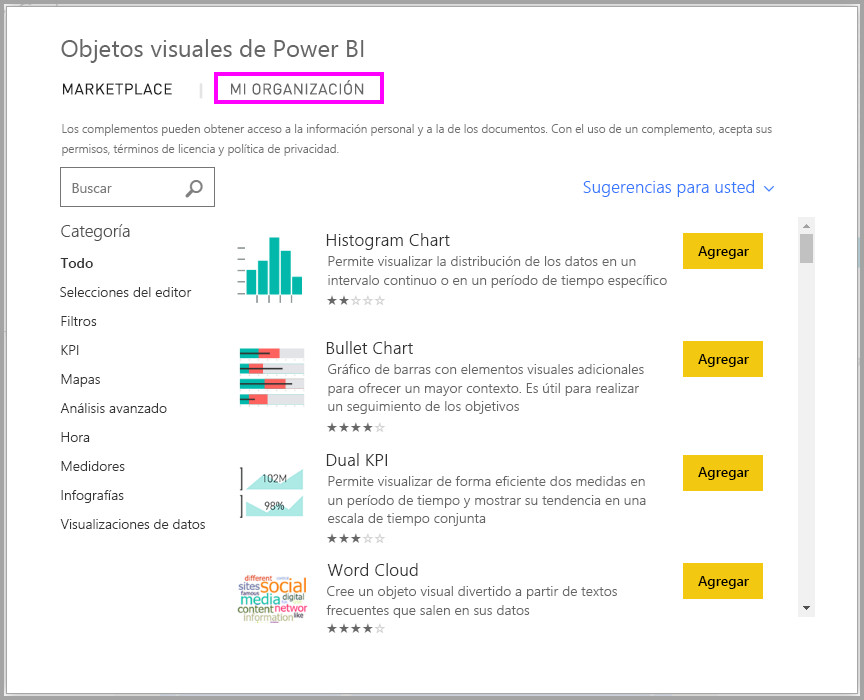 Objetos visuales de Power BI
MARKETPLACE | MI ORGANIZACIÓN
Los complementos pueden obtener acceso a la información personal y a la de los documentos. Con el uso de un complemento, acepta sus
permisos, términos de licencia y política de privacidad.
Buscar
Sugerencias para usted
Categoría
Todo
Selecciones del editor
Filtros
KPI
Mapas
Análisis avanzado
Hora
Medidores
Infografías
Visualizaciones de datos
Histogram Chart
Permite visualizar la distribución de los datos en un
intervalo continuo o en un período de tiempo específico
Agregar
Bullet Chart
Gráfico de barras con elementos visuales adicionales
para ofrecer un mayor contexto. Es útil para realizar
un seguimiento de los objetivos
Agregar
102M
98%
Dual KPI
Permite visualizar de forma eficiente dos medidas en
un período de tiempo y mostrar su tendencia en una
escala de tiempo conjunta
Agregar
different
sites social
famous
media digital
content networ
information like
Word Cloud
Cree un objeto visual divertido a partir de textos
frecuentes que salen en sus datos
Agregar